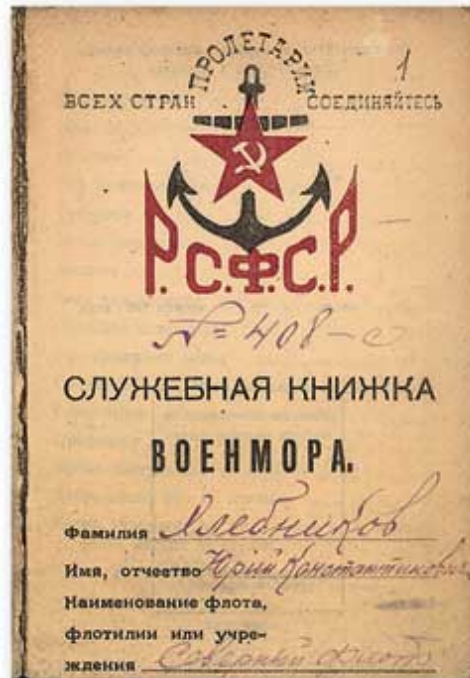 1
ПРОЛЕТАРИИ
ВСЕХ СТРАН СОЕДИНЯЙТЕСЬ
Р.С.Ф.С.Р.
№ 408-с
СЛУЖЕБНАЯ КНИЖКА
ВОЕНМОРА.
Фамилия Хлебников
Имя, отчество Юрий Константинович
Наименование флота,
флотилии или учре-
ждения Северный флот